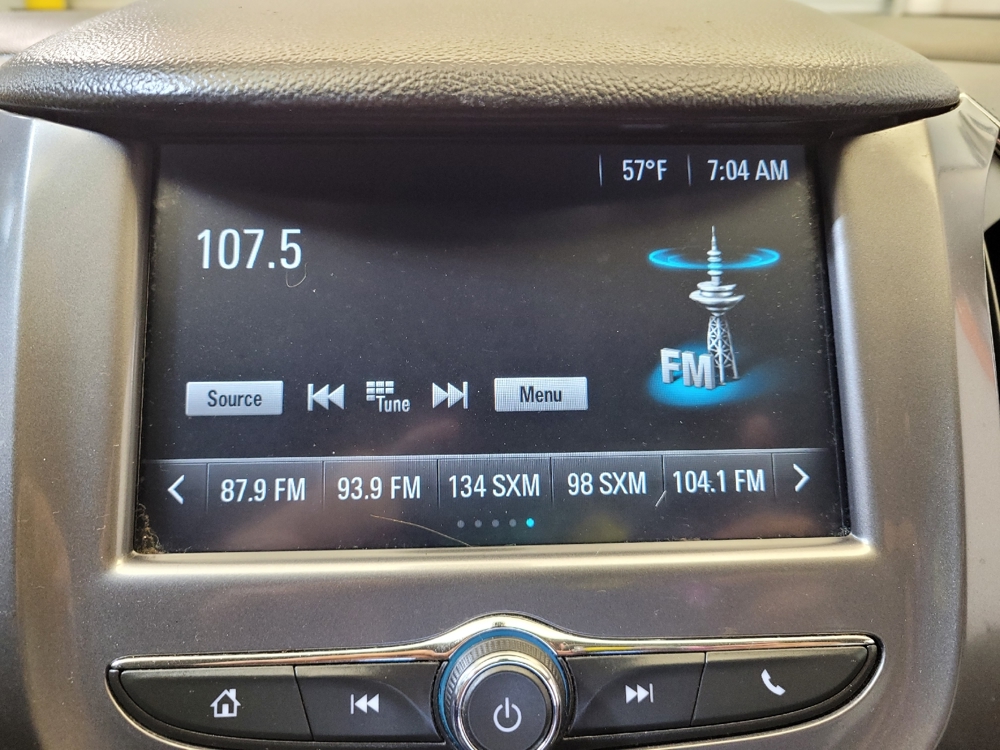 57°F 7:04 AM
107.5
FM
Source Tune Menu
87.9 FM 93.9 FM 134 SXM 98 SXM 104.1 FM